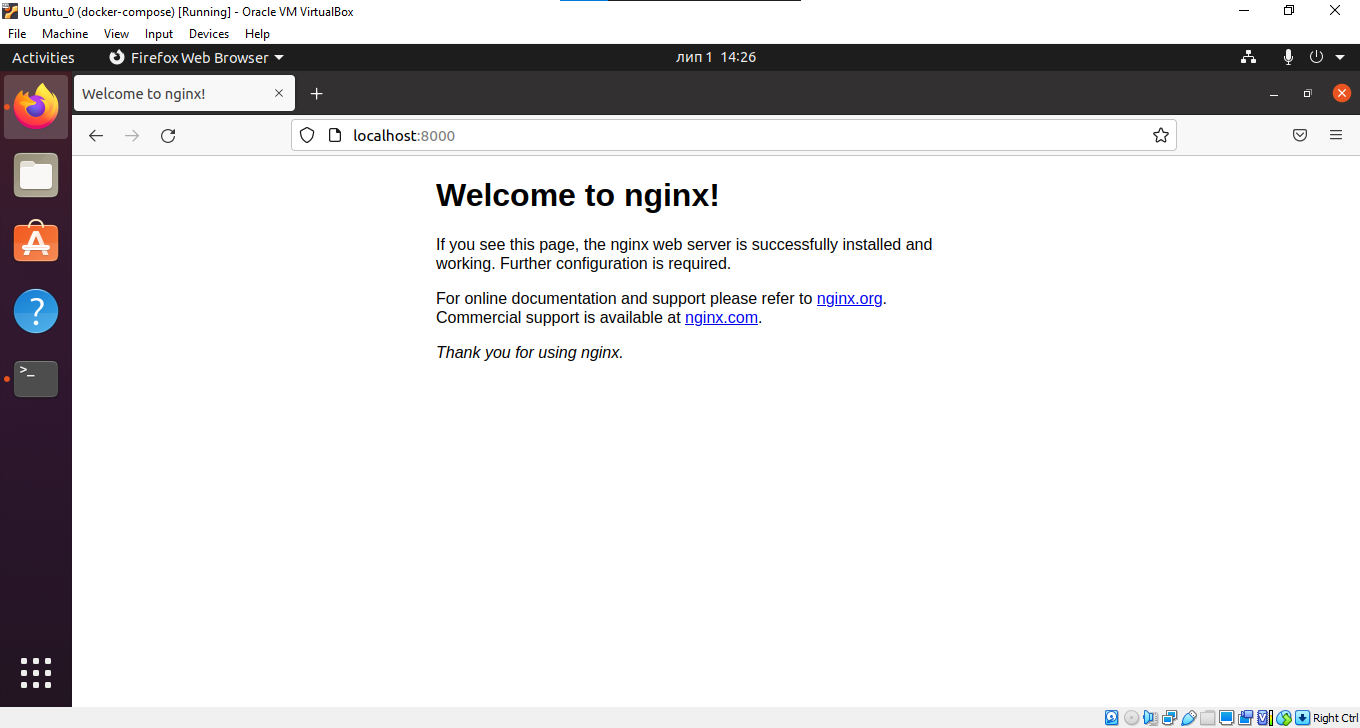 Ubuntu_0 (docker-compose) [Running] - Oracle VM VirtualBox
File Machine View Input Devices Help
Activities Firefox Web Browser лип 1 14:26
Welcome to nginx!
localhost:8000
Welcome to nginx!
If you see this page, the nginx web server is successfully installed and
working. Further configuration is required.
For online documentation and support please refer to nginx.org.
Commercial support is available at nginx.com.
Thank you for using nginx.
Right Ctrl